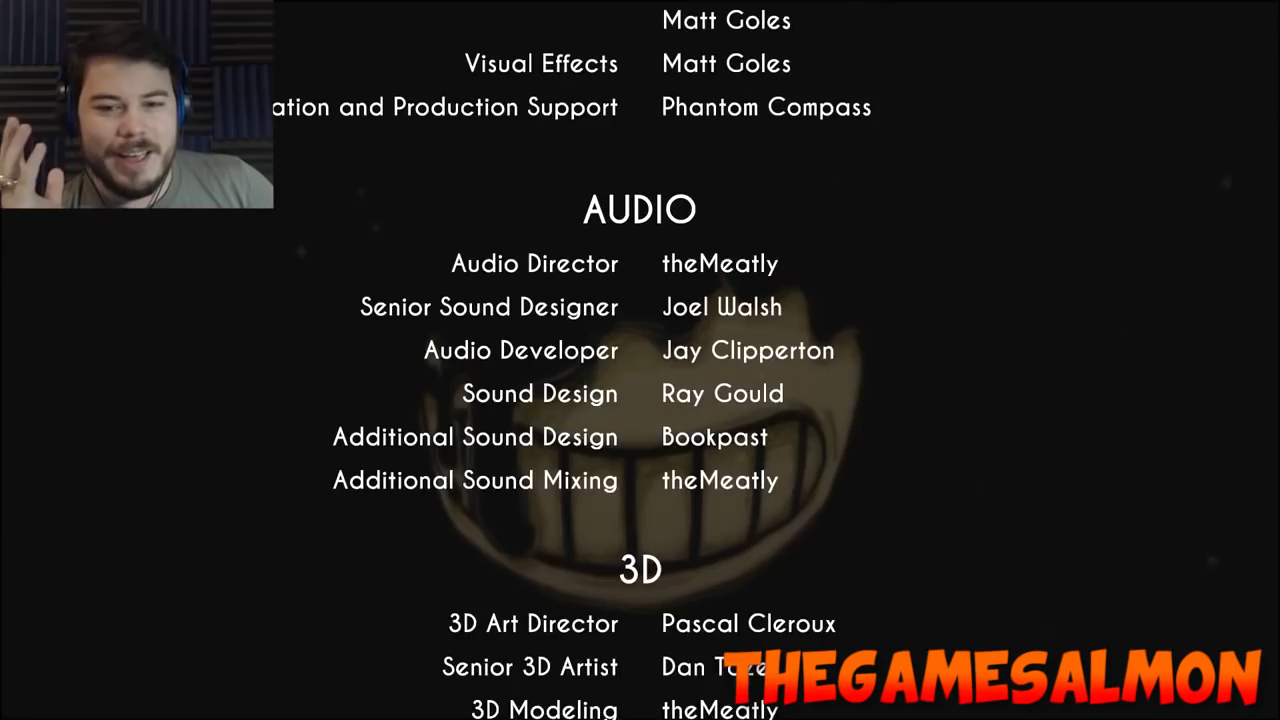 Matt Goles
Visual Effects Matt Goles
ation and Production Support Phantom Compass
AUDIO
Audio Director theMeatly
Senior Sound Designer Joel Walsh
Audio Developer Jay Clipperton
Sound Design Ray Gould
Additional Sound Design Bookpast
Additional Sound Mixing theMeatly
3D
3D Art Director Pascal Cleroux
Senior 3D Artist Dan
3D Modeling theMeatly
THEGAMESALMON